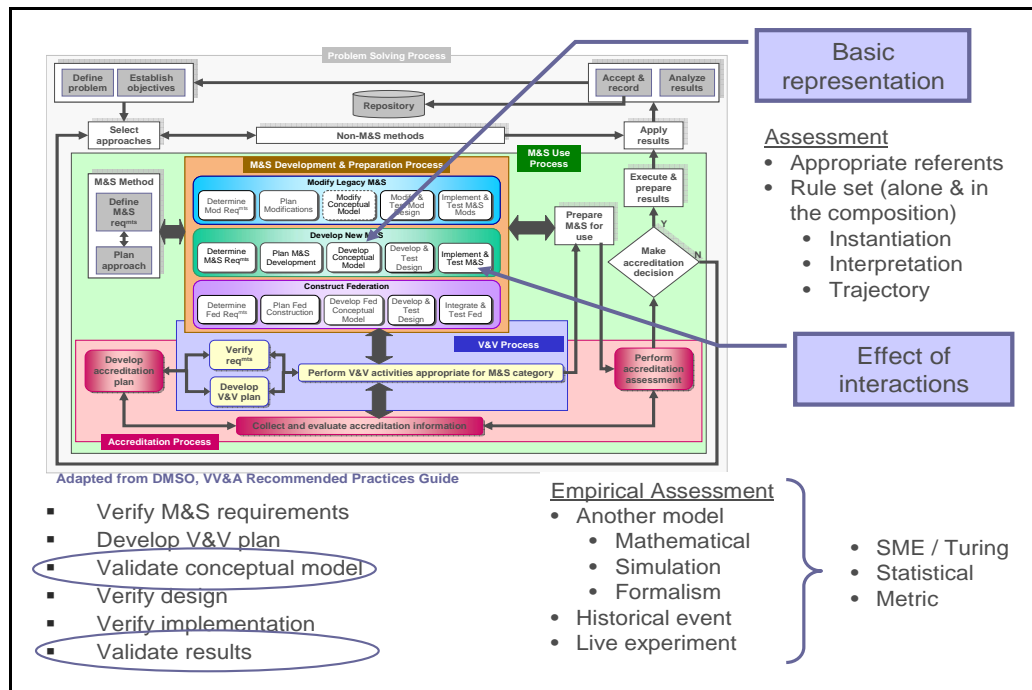 Problem Solving Process
Define
problem
Establish
objectives
Accept &
record
Analyze
results
Repository
Select
approaches
Non-M&S methods
Apply
results
Basic
representation
M&S Use
Process
M&S Development & Preparation Process
M&S Method
Define
M&S
reqmts
Plan
approach
Modify Legacy M&S
Determine
Mod Reqmts
Plan
Modifications
Modify
Conceptual
Model
Modify &
Test Mod
Design
Implement &
Test M&S
Mods
Develop New M&S
Determine
M&S Reqmts
Plan M&S
Development
Develop
Conceptual
Model
Develop &
Test
Design
Implement &
Test M&S
Construct Federation
Determine
Fed Reqmts
Plan Fed
Construction
Develop Fed
Conceptual
Model
Develop &
Test
Design
Integrate &
Test Fed
Prepare
M&S for
use
Execute &
prepare
results
Y
N
Make
accreditation
decision
V&V Process
Develop
accreditation
plan
Verify
reqmts
Develop
V&V plan
Perform V&V activities appropriate for M&S category
Perform
accreditation
assessment
Collect and evaluate accreditation information
Accreditation Process
Adapted from DMSO, VV&A Recommended Practices Guide
Assessment
• Appropriate referents
• Rule set (alone & in
the composition)
• Instantiation
• Interpretation
• Trajectory
Effect of
interactions
▪ Verify M&S requirements
▪ Develop V&V plan
▪ Validate conceptual model
▪ Verify design
▪ Verify implementation
▪ Validate results
Empirical Assessment
• Another model
• Mathematical
• Simulation
• Formalism
• Historical event
• Live experiment
• SME / Turing
• Statistical
• Metric